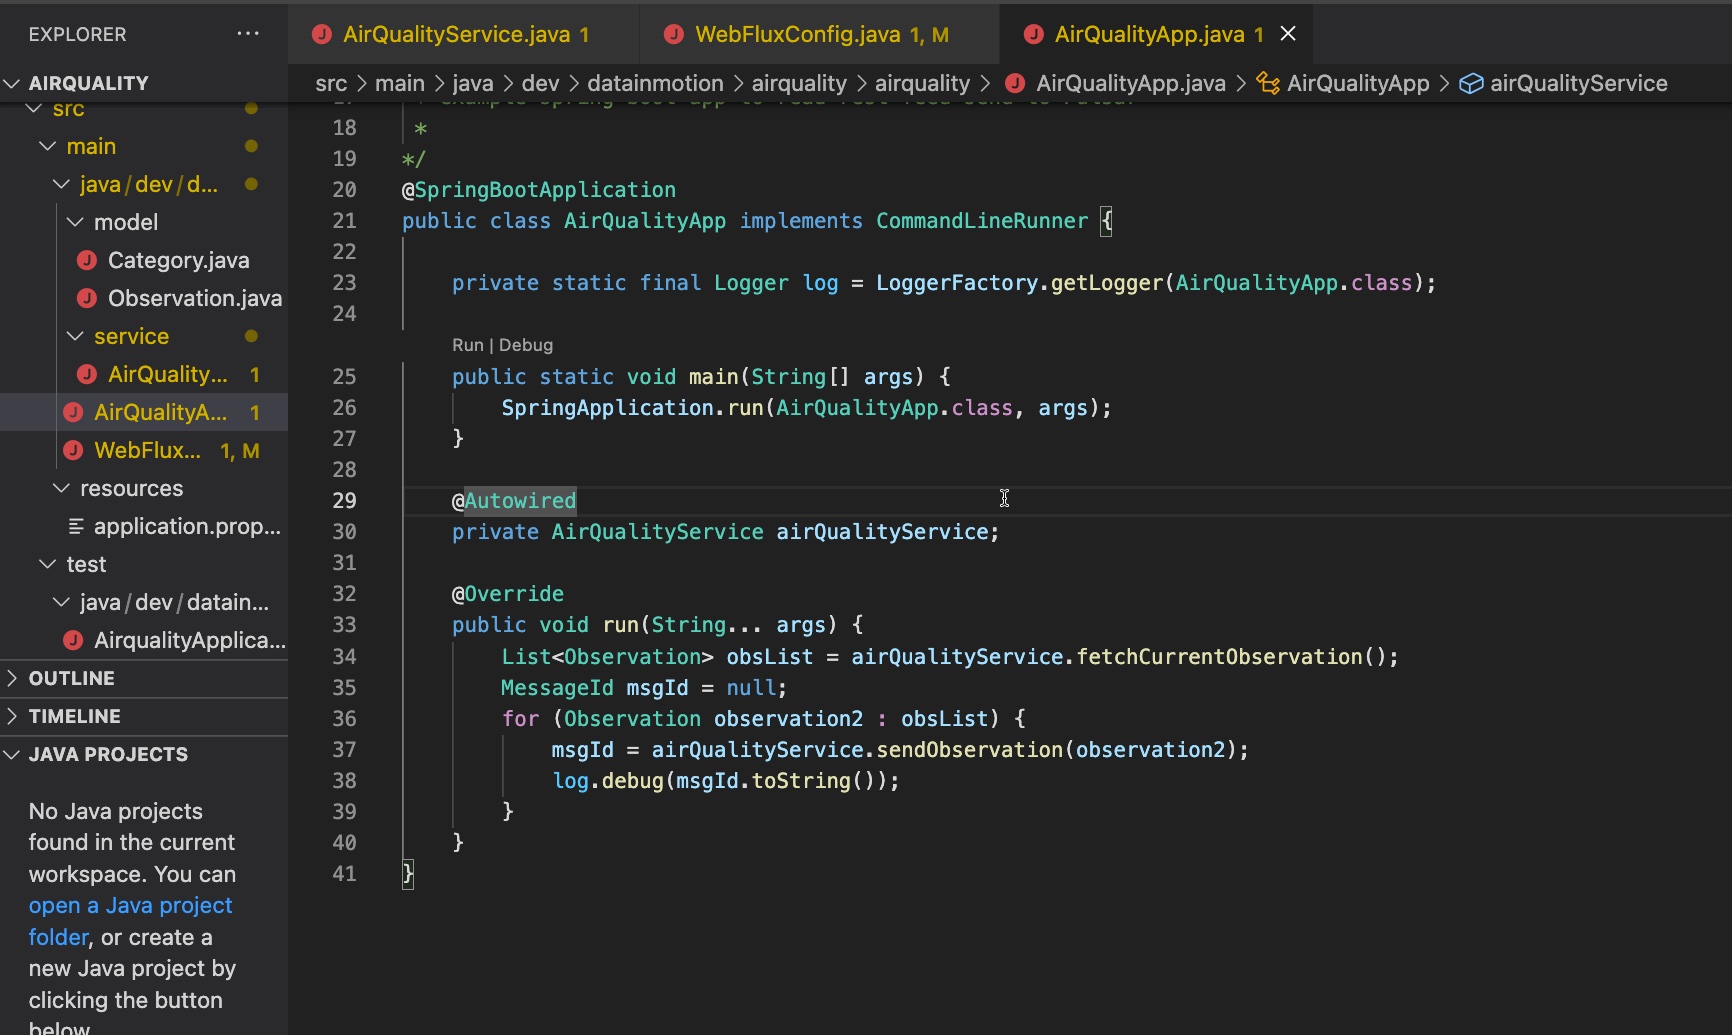 EXPLORER ...
AirQualityService.java 1
WebFluxConfig.java 1, M
AirQualityApp.java 1
AIRQUALITY
src > main > java > dev > datainmotion > airquality > airquality > AirQualityApp.java > AirQualityApp > airQualityService
src
main
java/dev/d...
model
Category.java
Observation.java
service
AirQuality... 1
AirQualityA... 1
WebFlux... 1, M
resources
application.prop...
test
java/dev/datain...
AirqualityApplica...
OUTLINE
TIMELINE
JAVA PROJECTS
No Java projects
found in the current
workspace. You can
open a Java project
folder, or create a
new Java project by
clicking the button
below
18 *
19 */
20 @SpringBootApplication
21 public class AirQualityApp implements CommandLineRunner {
22
23 private static final Logger log = LoggerFactory.getLogger(AirQualityApp.class);
24
Run | Debug
25 public static void main(String[] args) {
26 SpringApplication.run(AirQualityApp.class, args);
27 }
28
29 @Autowired
30 private AirQualityService airQualityService;
31
32 @Override
33 public void run(String... args) {
34 List<Observation> obsList = airQualityService.fetchCurrentObservation();
35 MessageId msgId = null;
36 for (Observation observation2 : obsList) {
37 msgId = airQualityService.sendObservation(observation2);
38 log.debug(msgId.toString());
39 }
40 }
41 }